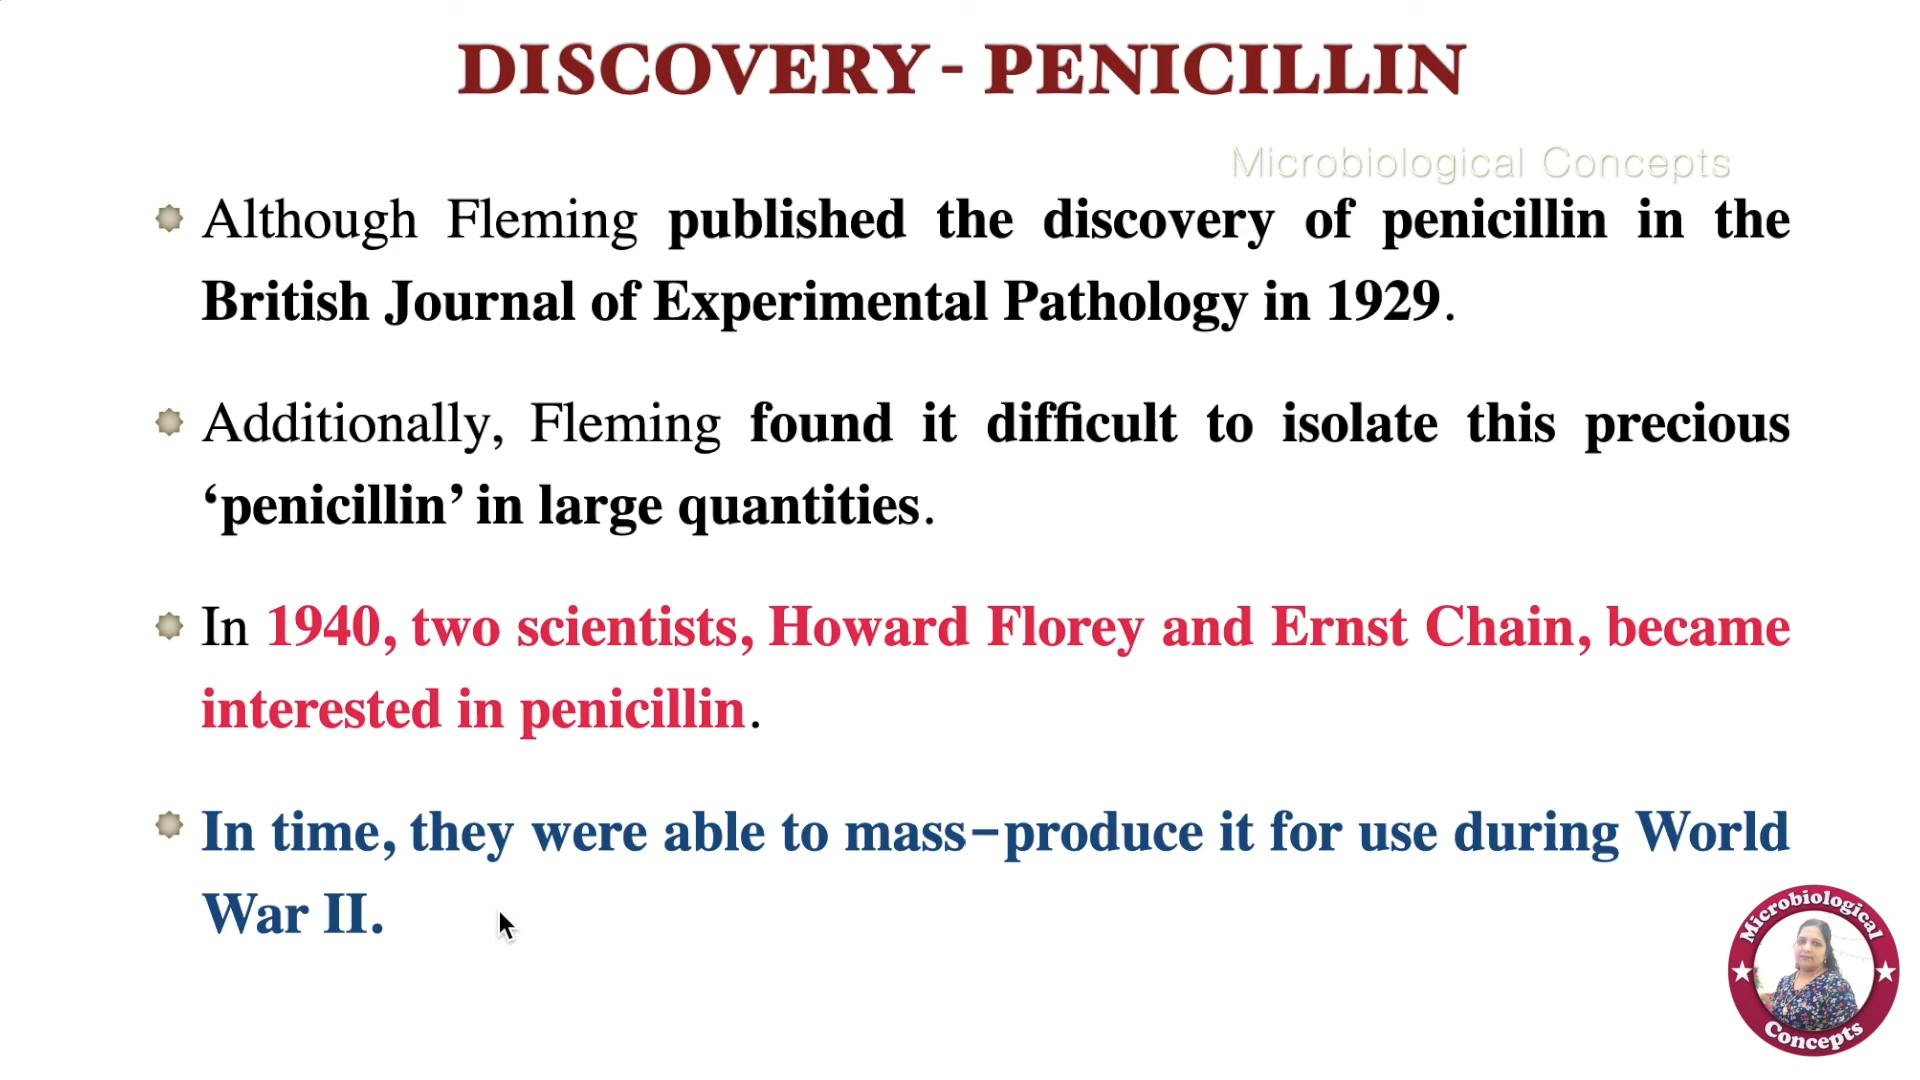 DISCOVERY - PENICILLIN
Microbiological Concepts
Although Fleming published the discovery of penicillin in the
British Journal of Experimental Pathology in 1929.
Additionally, Fleming found it difficult to isolate this precious
‘penicillin’ in large quantities.
In 1940, two scientists, Howard Florey and Ernst Chain, became
interested in penicillin.
In time, they were able to mass–produce it for use during World
War II.
Microbiological
Concepts